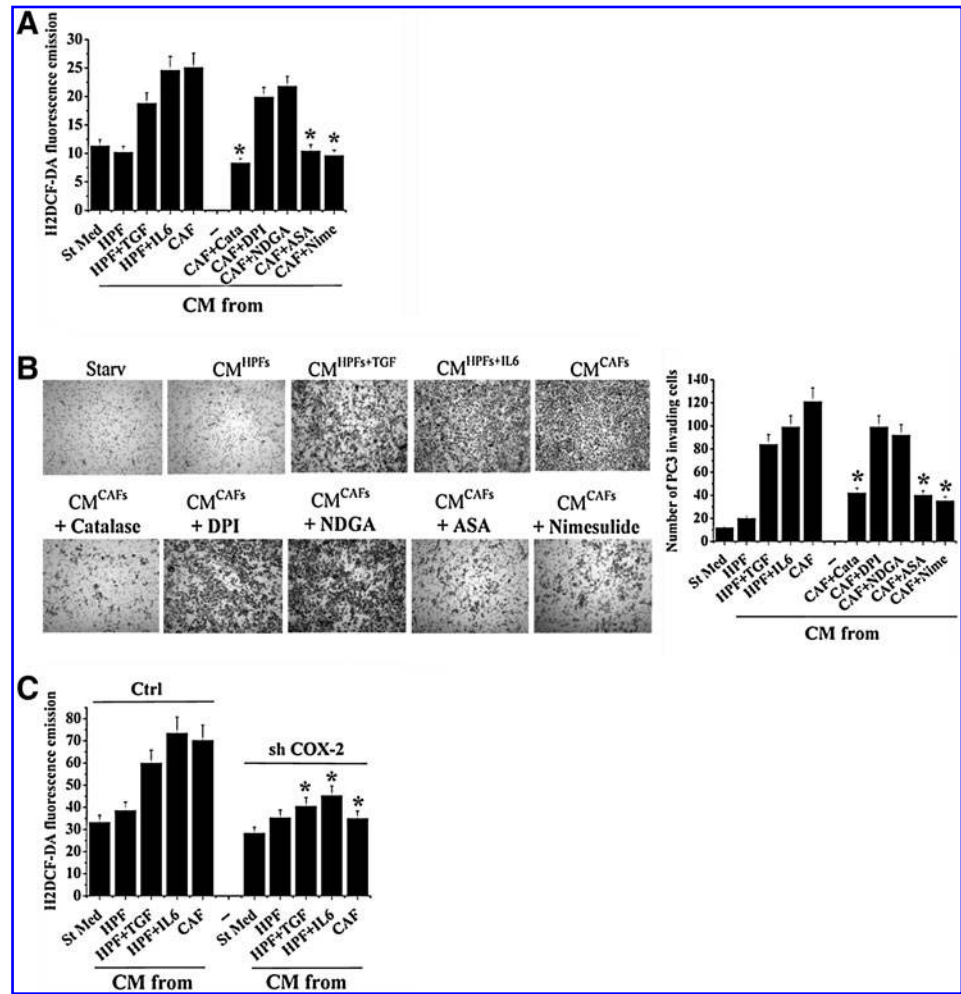 A
H2DCF-DA fluorescence emission
30
25
20
15
10
5
0
* * *
St Med
HPF
HPF+TGF
HPF+IL6
CAF
–
CAF+Cata
CAF+DPI
CAF+NDGA
CAF+ASA
CAF+Nime
CM from
B
Starv
CM^HPFs
CM^HPFs+TGF
CM^HPFs+IL6
CM^CAFs
CM^CAFs + Catalase
CM^CAFs + DPI
CM^CAFs + NDGA
CM^CAFs + ASA
CM^CAFs + Nimesulide
Number of PC3 invading cells
140
120
100
80
60
40
20
0
* * *
St Med
HPF
HPF+TGF
HPF+IL6
CAF
–
CAF+Cata
CAF+DPI
CAF+NDGA
CAF+ASA
CAF+Nime
CM from
C
H2DCF-DA fluorescence emission
80
70
60
50
40
30
20
10
0
Ctrl
sh COX-2
* * *
St Med
HPF
HPF+TGF
HPF+IL6
CAF
–
St Med
HPF
HPF+TGF
HPF+IL6
CAF
CM from
CM from